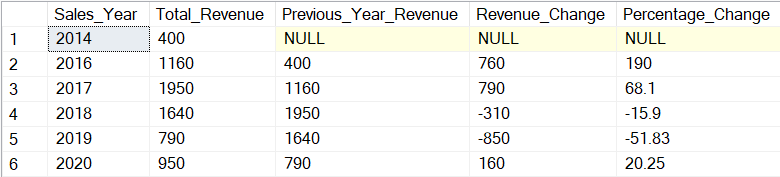 Sales_Year Total_Revenue Previous_Year_Revenue Revenue_Change Percentage_Change
1 2014 400 NULL NULL NULL
2 2016 1160 400 760 190
3 2017 1950 1160 790 68.1
4 2018 1640 1950 -310 -15.9
5 2019 790 1640 -850 -51.83
6 2020 950 790 160 20.25